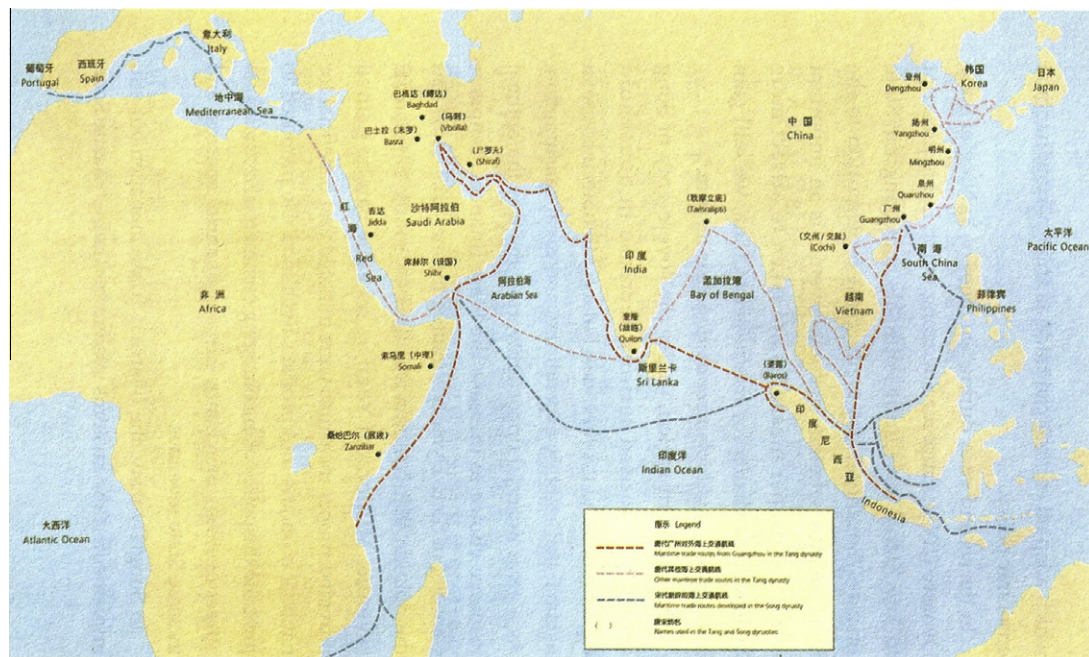 葡萄牙
Portugal
西班牙
Spain
意大利
Italy
地中海
Mediterranean Sea
巴格达（縛达）
Baghdad
巴士拉（末罗）
Basra
（乌剌）
(Vbolla)
（尸罗夫）
(Shiraf)
红海
Red
Sea
吉达
Jidda
沙特阿拉伯
Saudi Arabia
席赫尔（设国）
Shihr
阿拉伯海
Arabian Sea
非洲
Africa
索马里（中理）
Somali
桑给巴尔（层拔）
Zanzibar
大西洋
Atlantic Ocean
印度
India
奎隆
（故临）
Quilon
斯里兰卡
Sri Lanka
（耽摩立底）
(Tamralipti)
孟加拉湾
Bay of Bengal
印度洋
Indian Ocean
（婆露）
(Baros)
印度尼西亚
Indonesia
中国
China
登州
Dengzhou
扬州
Yangzhou
明州
Mingzhou
泉州
Quanzhou
广州
Guangzhou
（交州/交趾）
(Cochi)
越南
Vietnam
南海
South China
Sea
韩国
Korea
日本
Japan
太平洋
Pacific Ocean
菲律宾
Philippines
图示 Legend
唐代广州对外海上交通航线
Maritime trade routes from Guangzhou in the Tang dynasty
唐代其他海上交通航线
Other maritime trade routes in the Tang dynasty
宋代新辟的海上交通航线
Maritime trade routes developed in the Song dynasty
（ ）
唐宋地名
Names used in the Tang and Song dynasties